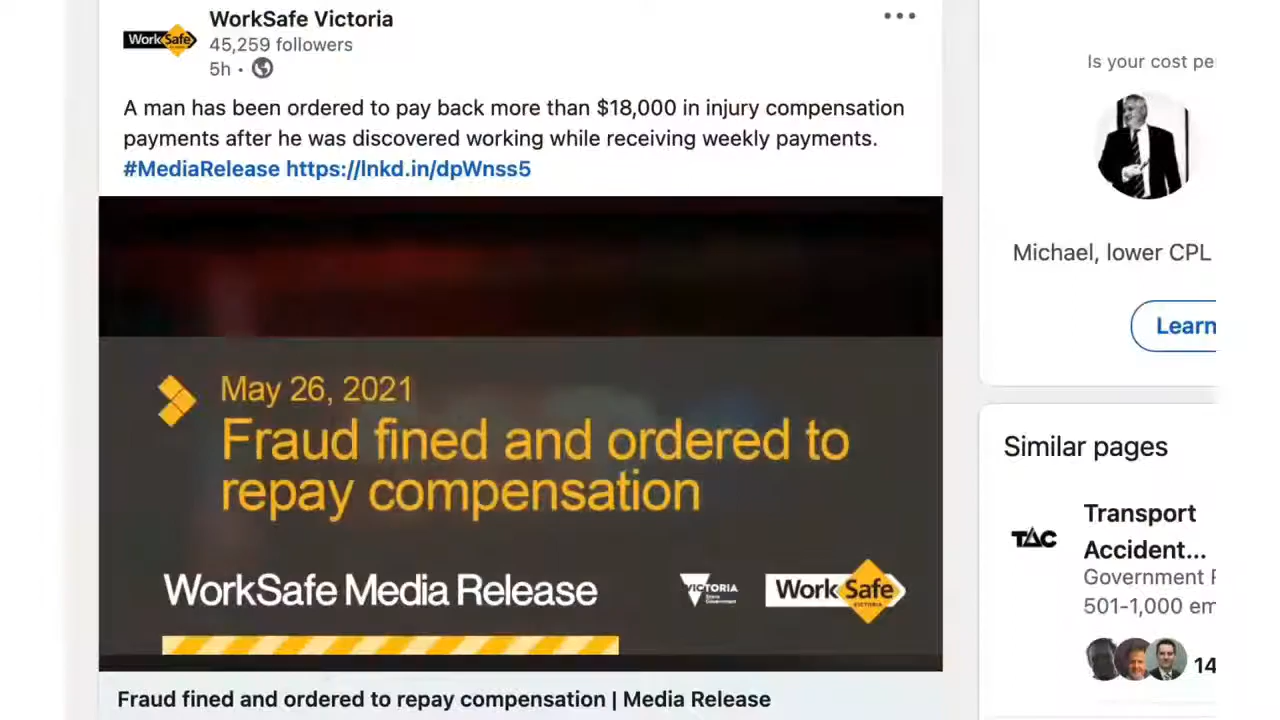 WorkSafe Victoria
WorkSafe
45,259 followers
5h •
A man has been ordered to pay back more than $18,000 in injury compensation
payments after he was discovered working while receiving weekly payments.
#MediaRelease https://lnkd.in/dpWnss5
May 26, 2021
Fraud fined and ordered to
repay compensation
WorkSafe Media Release
VICTORIA
State
Government
WorkSafe
VICTORIA
Fraud fined and ordered to repay compensation | Media Release
Is your cost pe
Michael, lower CPL
Learn
Similar pages
TAC
Transport
Accident...
Government
501-1,000 em
14